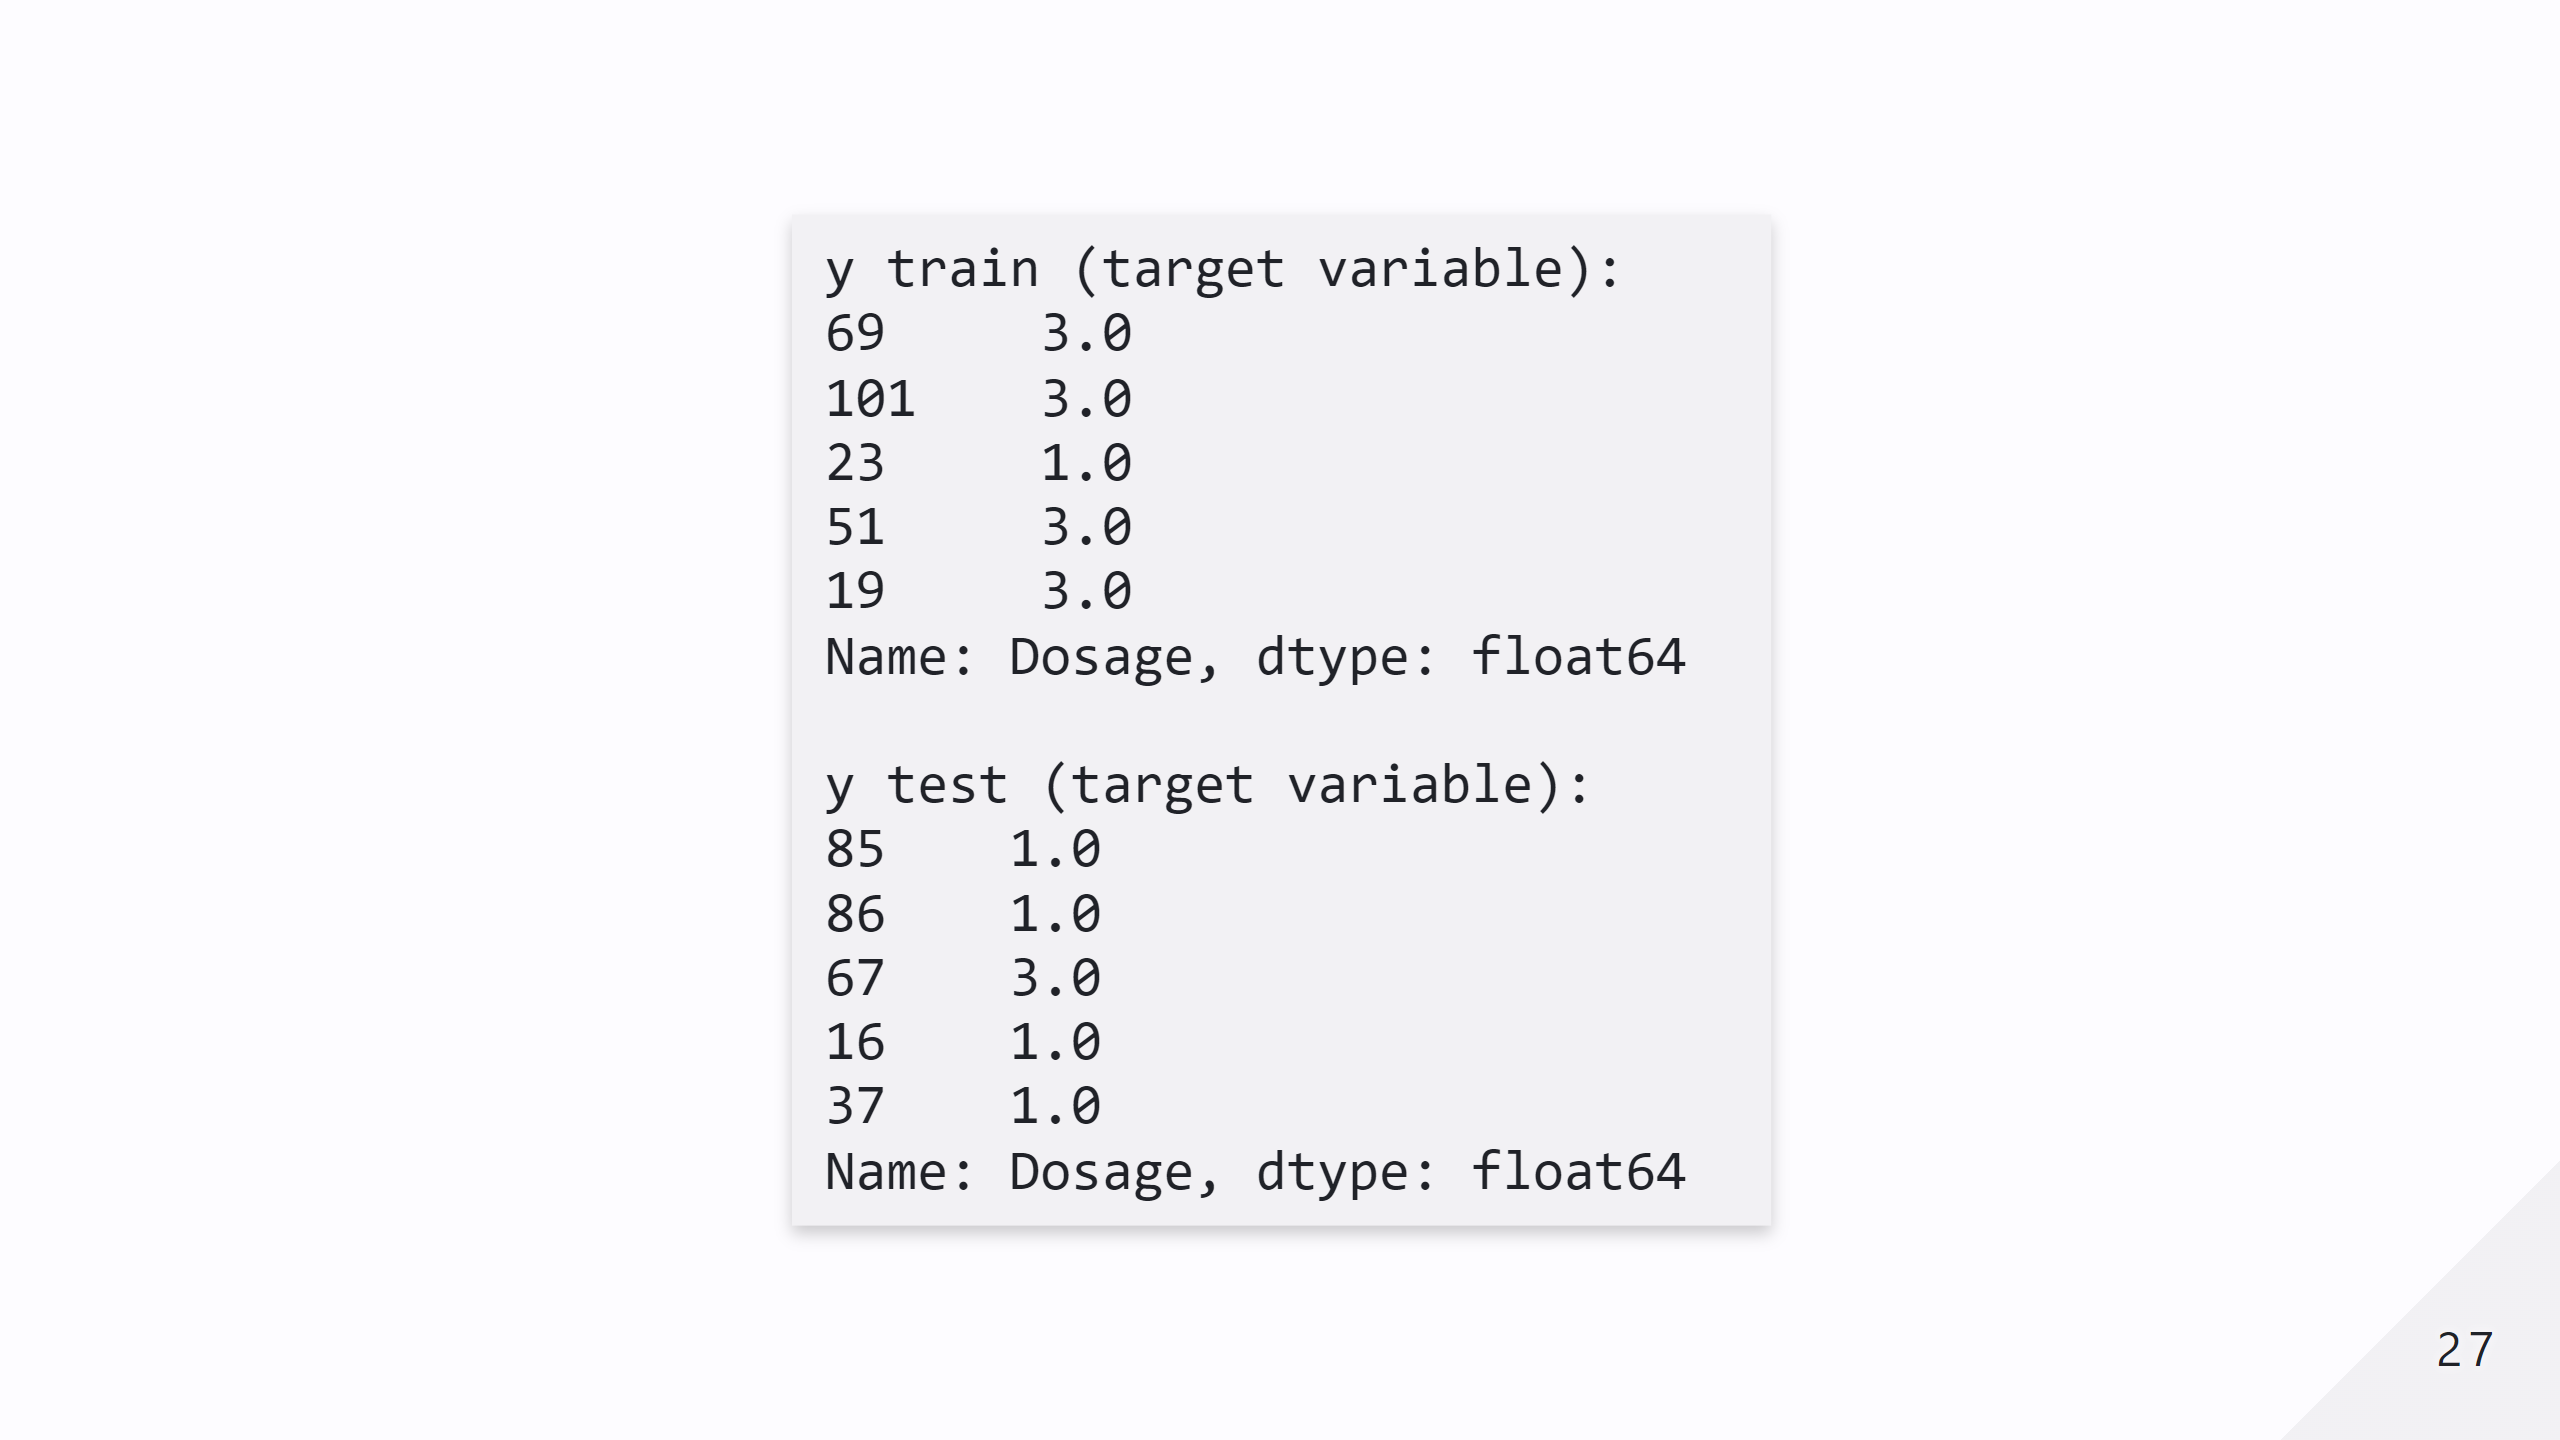 y train (target variable):
69     3.0
101    3.0
23     1.0
51     3.0
19     3.0
Name: Dosage, dtype: float64

y test (target variable):
85    1.0
86    1.0
67    3.0
16    1.0
37    1.0
Name: Dosage, dtype: float64
27